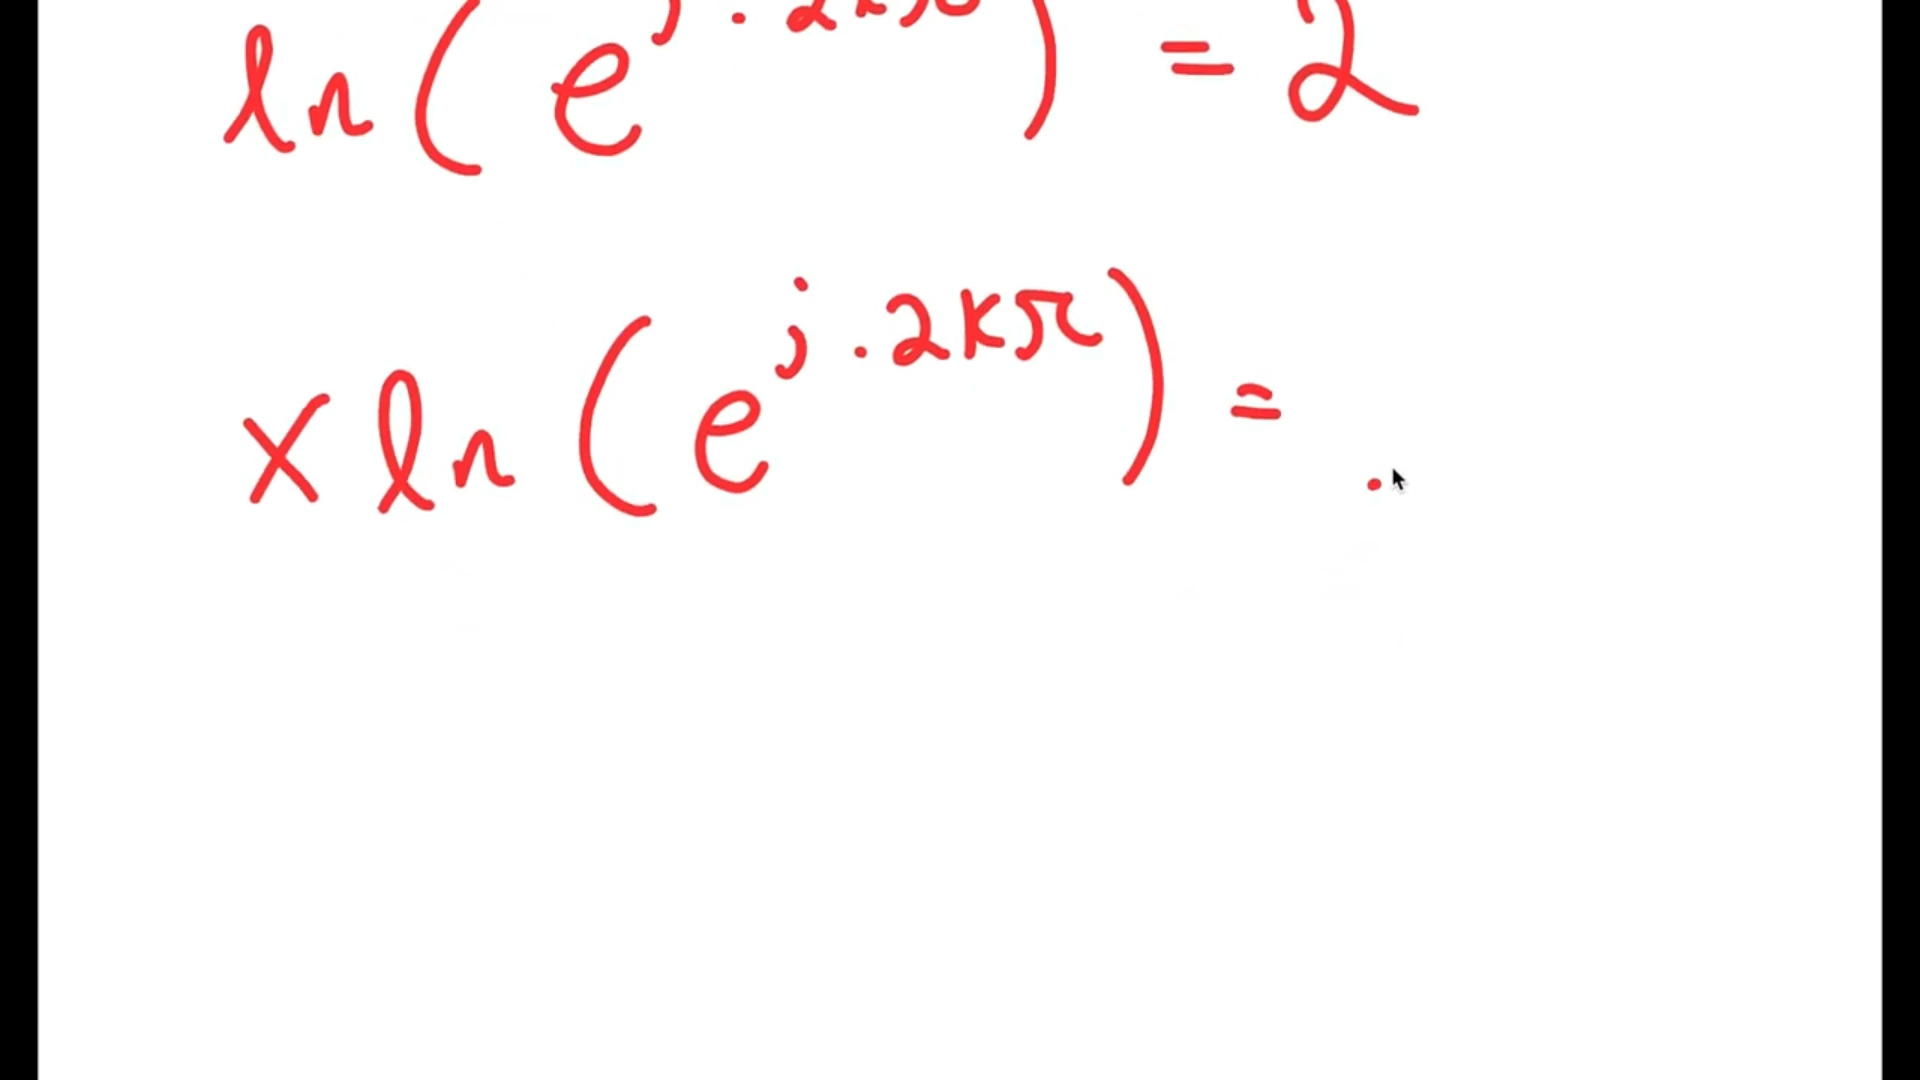 ln(e^{j.2kπ}) = 2
x ln(e^{j.2kπ}) = .